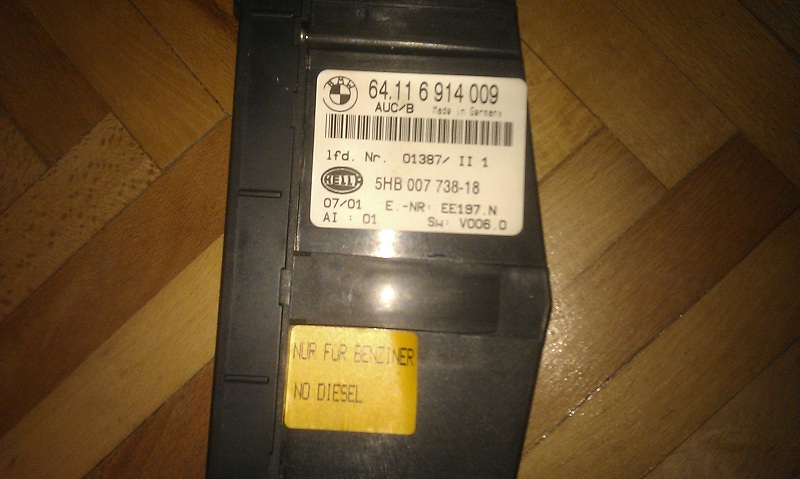 BMW
64.11 6 914 009
AUC/B Made in Germany
lfd. Nr. 01387/ II 1
HELLA
5HB 007 738-18
07/01 E.-NR: EE197.N
AI : 01 Sw: V006.0
NUR FUR BENZINER
NO DIESEL